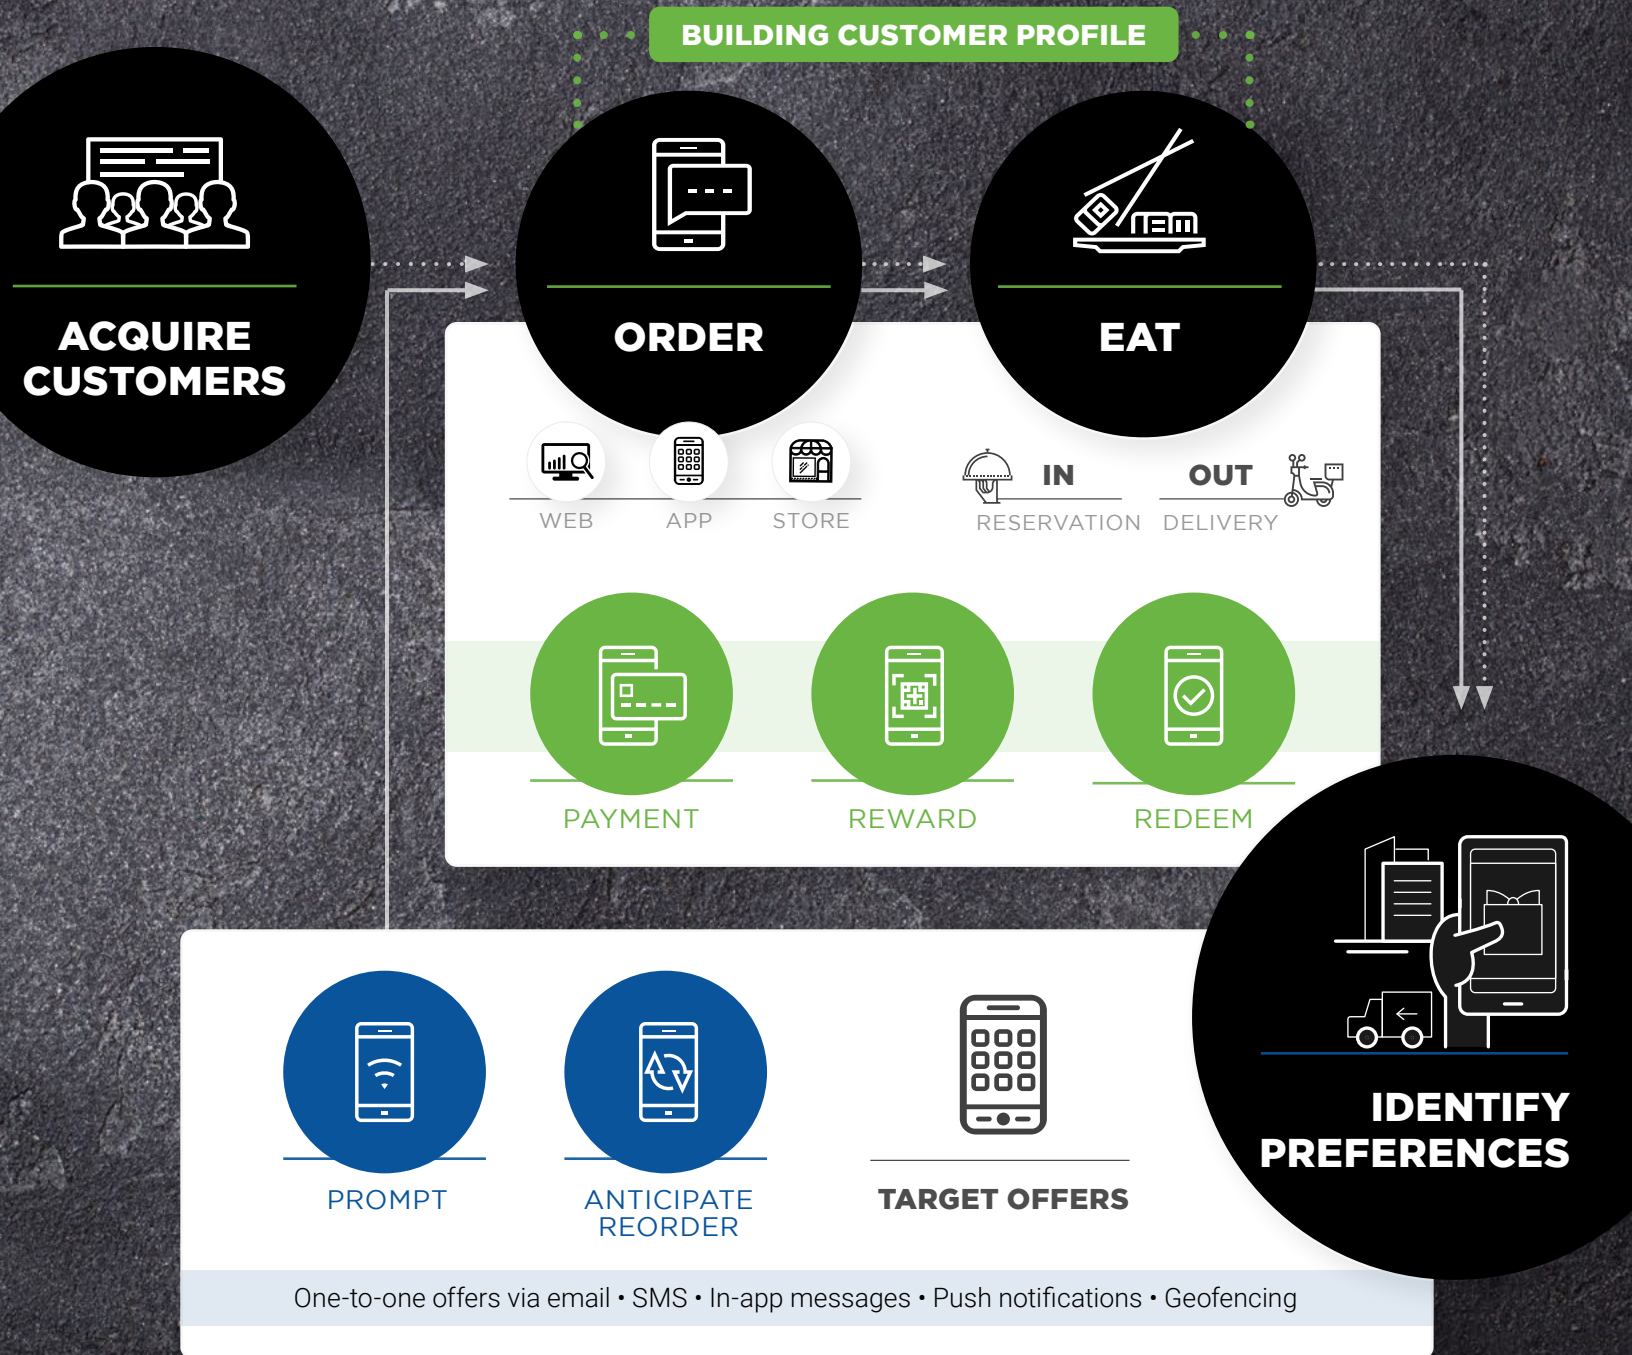 BUILDING CUSTOMER PROFILE
ACQUIRE
CUSTOMERS
ORDER
EAT
WEB
APP
STORE
IN
RESERVATION
OUT
DELIVERY
PAYMENT
REWARD
REDEEM
IDENTIFY
PREFERENCES
PROMPT
ANTICIPATE
REORDER
TARGET OFFERS
One-to-one offers via email • SMS • In-app messages • Push notifications • Geofencing